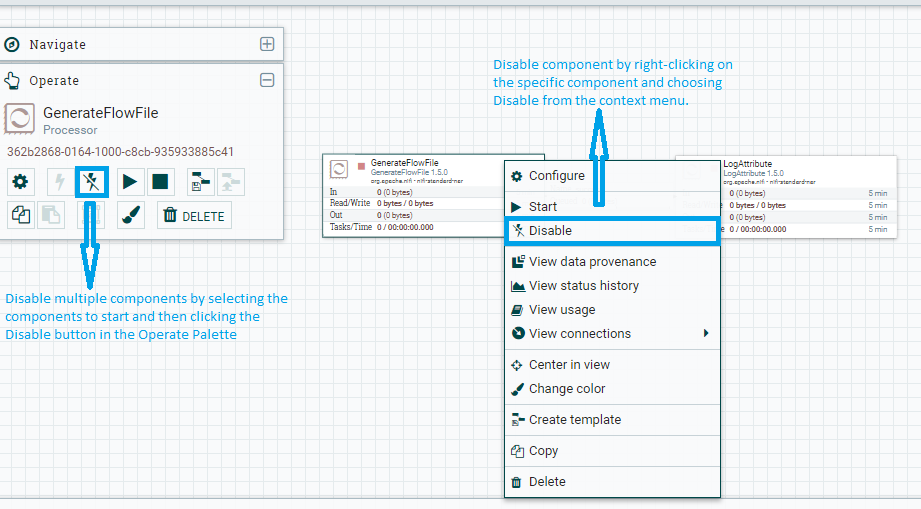 Navigate
Operate
GenerateFlowFile
Processor
362b2868-0164-1000-c8cb-935933885c41
DELETE
Disable multiple components by selecting the
components to start and then clicking the
Disable button in the Operate Palette
Disable component by right-clicking on
the specific component and choosing
Disable from the context menu.
GenerateFlowFile
GenerateFlowFile 1.5.0
org.apache.nifi - nifi-standard-nar
In 0 (0 bytes)
Read/Write 0 bytes / 0 bytes
Out 0 (0 bytes)
Tasks/Time 0 / 00:00:00.000
Configure
Start
Disable
View data provenance
View status history
View usage
View connections
Center in view
Change color
Create template
Copy
Delete
LogAttribute
LogAttribute 1.5.0
org.apache.nifi - nifi-standard-nar
0 (0 bytes) 5 min
0 bytes / 0 bytes 5 min
0 (0 bytes) 5 min
0 / 00:00:00.000 5 min